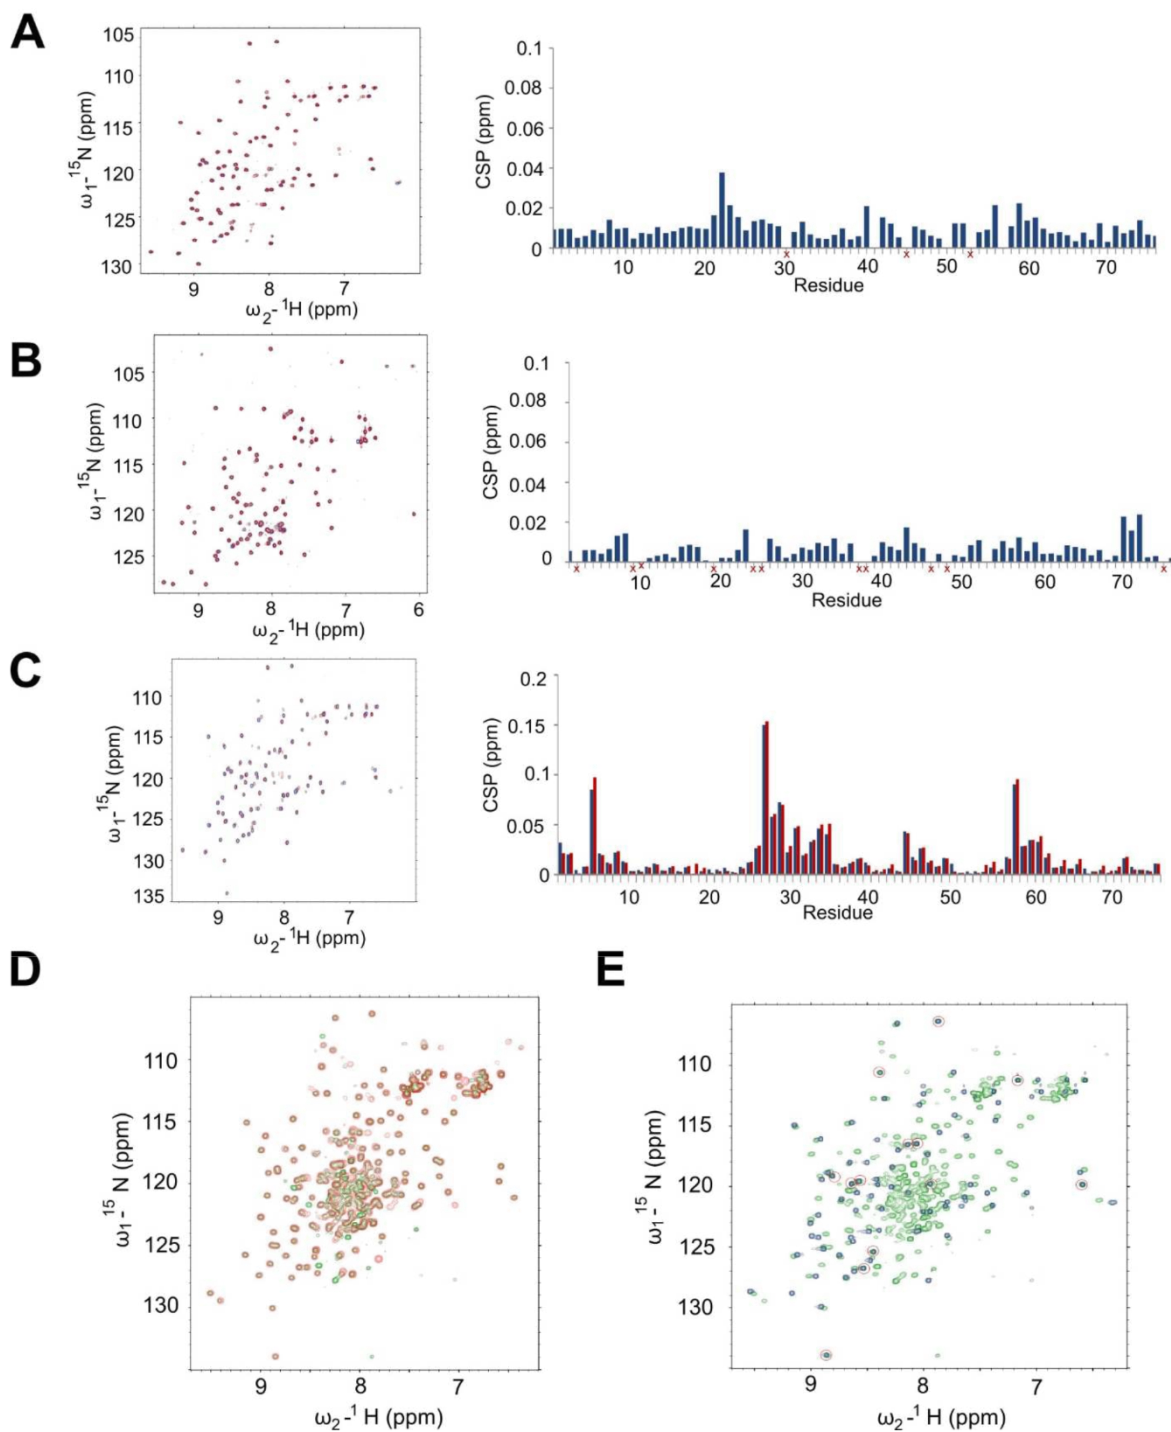 A
105
110
115
120
125
130
ω1-15N (ppm)
9 8 7
ω2-1H (ppm)
0.1
0.08
0.06
0.04
0.02
0
CSP (ppm)
x x x
10 20 30 40 50 60 70
Residue
B
105
110
115
120
125
ω1-15N (ppm)
9 8 7 6
ω2-1H (ppm)
0.1
0.08
0.06
0.04
0.02
0
CSP (ppm)
x x x x x x x x x x x
10 20 30 40 50 60 70
Residue
C
110
115
120
125
130
135
ω1-15N (ppm)
9 8 7
ω2-1H (ppm)
0.2
0.15
0.1
0.05
0
CSP (ppm)
10 20 30 40 50 60 70
Residue
D
110
115
120
125
130
ω1-15 N (ppm)
9 8 7
ω2-1 H (ppm)
E
110
115
120
125
130
ω1-15 N (ppm)
9 8 7
ω2-1 H (ppm)